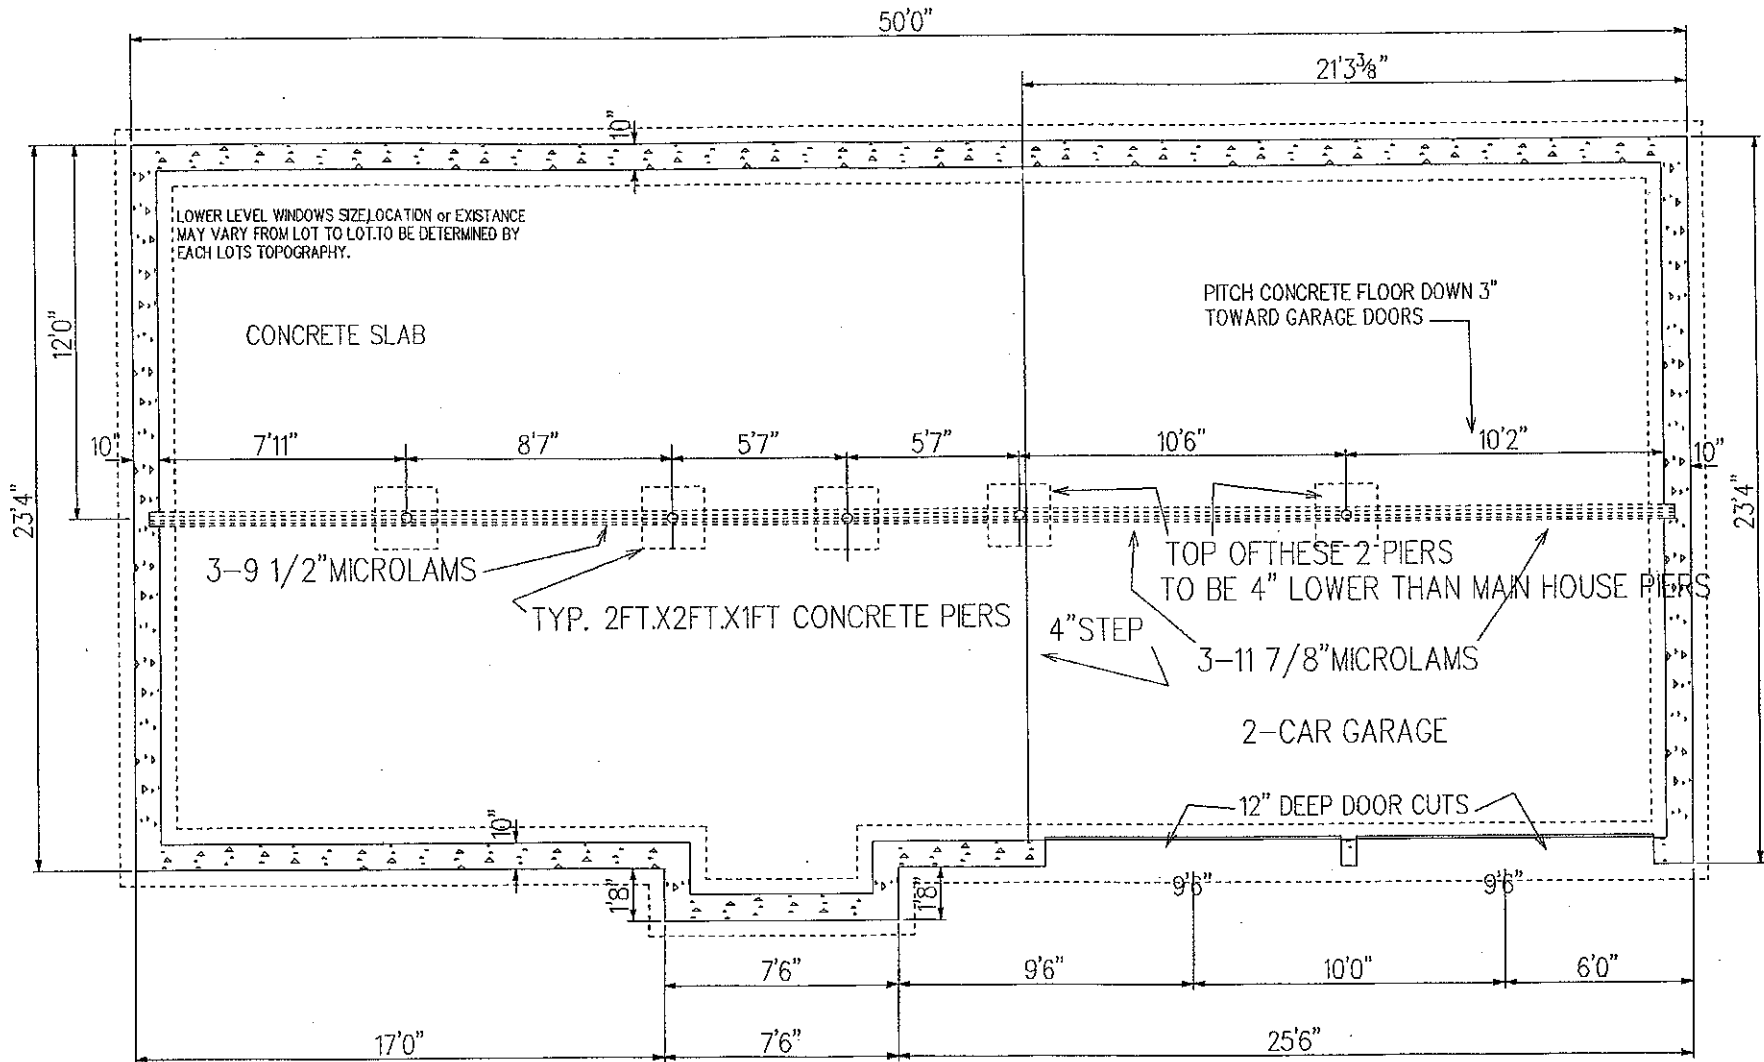 50'0"
21'3⅜"
10"
LOWER LEVEL WINDOWS SIZE,LOCATION or EXISTANCE
MAY VARY FROM LOT TO LOT.TO BE DETERMINED BY
EACH LOTS TOPOGRAPHY.
PITCH CONCRETE FLOOR DOWN 3"
TOWARD GARAGE DOORS
CONCRETE SLAB
12'0"
23'4"
10"
7'11"
8'7"
5'7"
5'7"
10'6"
10'2"
10"
23'4"
3-9 1/2"MICROLAMS
TYP. 2FT.X2FT.X1FT CONCRETE PIERS
TOP OFTHESE 2 PIERS
TO BE 4" LOWER THAN MAIN HOUSE PIERS
4"STEP
3-11 7/8"MICROLAMS
2-CAR GARAGE
12" DEEP DOOR CUTS
10"
1'8"
1'8"
9'6"
9'6"
7'6"
9'6"
10'0"
6'0"
17'0"
7'6"
25'6"